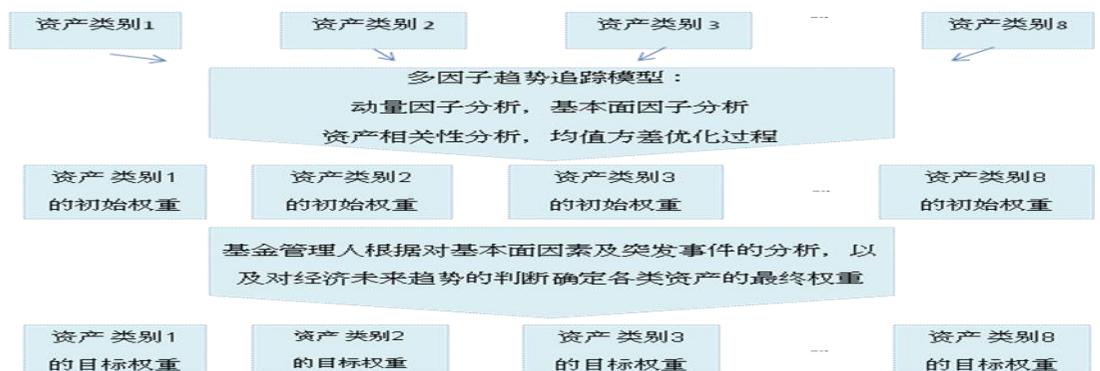 资产类别1 资产类别2 资产类别3 ... 资产类别8
多因子趋势追踪模型：
动量因子分析，基本面因子分析
资产相关性分析，均值方差优化过程
资产 类别1 资产类别2 资产类别3 ... 资产类别8
的初始权重 的初始权重 的初始权重 的初始权重
基金管理人根据对基本面因素及突发事件的分析，以
及对经济未来趋势的判断确定各类资产的最终权重
资产 类别1 资产 类别2 资产 类别3 ... 资产 类别8
的目标权重 的目标权重 的目标权重 的目标权重